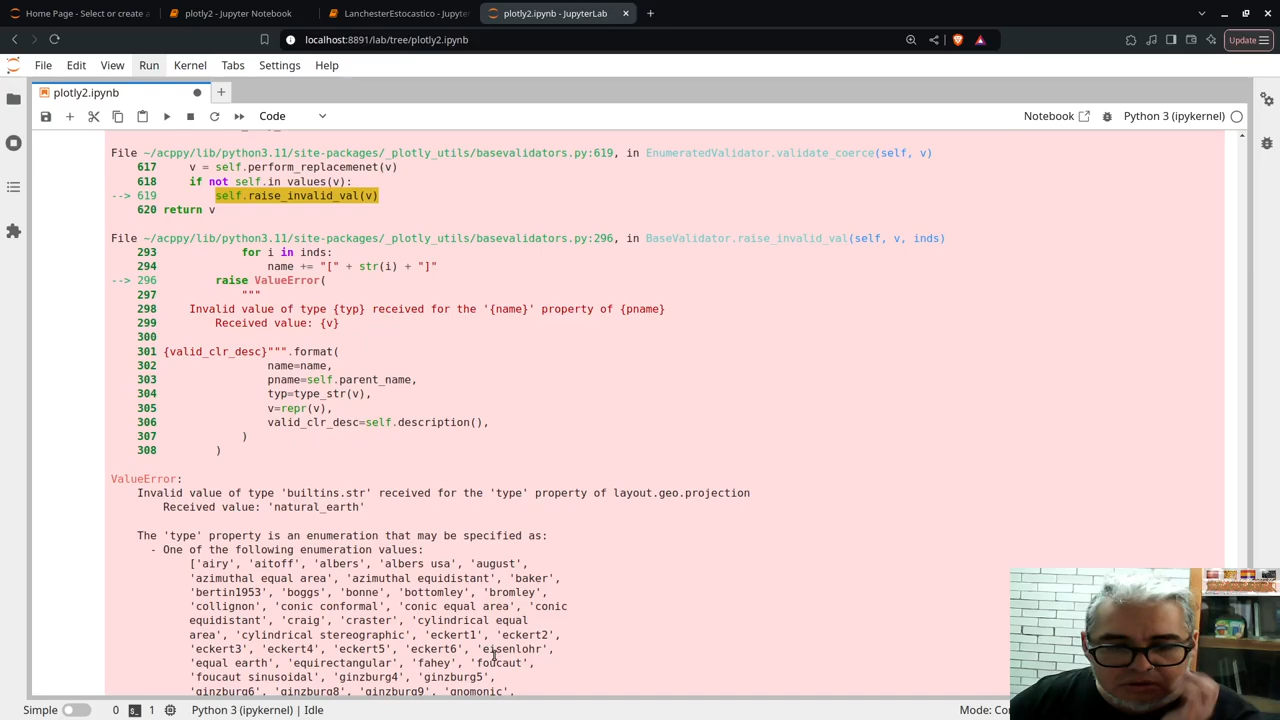 Home Page - Select or create a
plotly2 - Jupyter Notebook
LanchesterEstocastico - Jupyter
plotly2.ipynb - JupyterLab
localhost:8891/lab/tree/plotly2.ipynb
Update
File Edit View Run Kernel Tabs Settings Help
plotly2.ipynb
Code
Notebook
Python 3 (ipykernel)
File ~/acppy/lib/python3.11/site-packages/_plotly_utils/basevalidators.py:619, in EnumeratedValidator.validate_coerce(self, v)
617 v = self.perform_replacemenet(v)
618 if not self.in_values(v):
--> 619 self.raise_invalid_val(v)
620 return v
File ~/acppy/lib/python3.11/site-packages/_plotly_utils/basevalidators.py:296, in BaseValidator.raise_invalid_val(self, v, inds)
293 for i in inds:
294 name += "[" + str(i) + "]"
--> 296 raise ValueError(
297 """
298 Invalid value of type {typ} received for the '{name}' property of {pname}
299 Received value: {v}
300
301 {valid_clr_desc}""".format(
302 name=name,
303 pname=self.parent_name,
304 typ=type_str(v),
305 v=repr(v),
306 valid_clr_desc=self.description(),
307 )
308 )
ValueError:
Invalid value of type 'builtins.str' received for the 'type' property of layout.geo.projection
Received value: 'natural_earth'
The 'type' property is an enumeration that may be specified as:
- One of the following enumeration values:
['airy', 'aitoff', 'albers', 'albers usa', 'august',
'azimuthal equal area', 'azimuthal equidistant', 'baker',
'bertin1953', 'boggs', 'bonne', 'bottomley', 'bromley',
'collignon', 'conic conformal', 'conic equal area', 'conic
equidistant', 'craig', 'craster', 'cylindrical equal
area', 'cylindrical stereographic', 'eckert1', 'eckert2',
'eckert3', 'eckert4', 'eckert5', 'eckert6', 'eisenlohr',
'equal earth', 'equirectangular', 'fahey', 'foucaut',
'foucaut sinusoidal', 'ginzburg4', 'ginzburg5',
'ginzburg6', 'ginzburg8', 'ginzburg9', 'gnomonic',
Simple
0
1
Python 3 (ipykernel) | Idle
Mode: